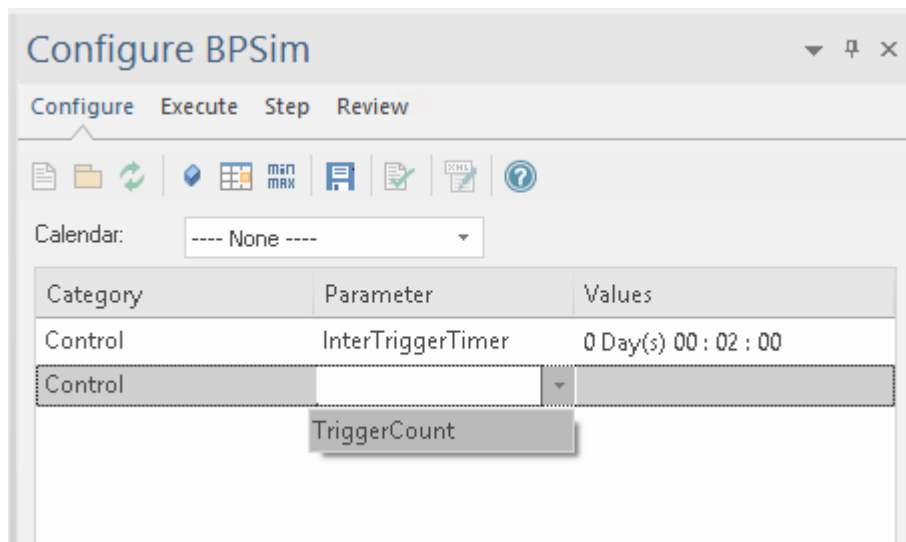 Configure BPSim
Configure Execute Step Review
min
max
XML
?
Calendar: ---- None ----
Category Parameter Values
Control InterTriggerTimer 0 Day(s) 00 : 02 : 00
Control
TriggerCount